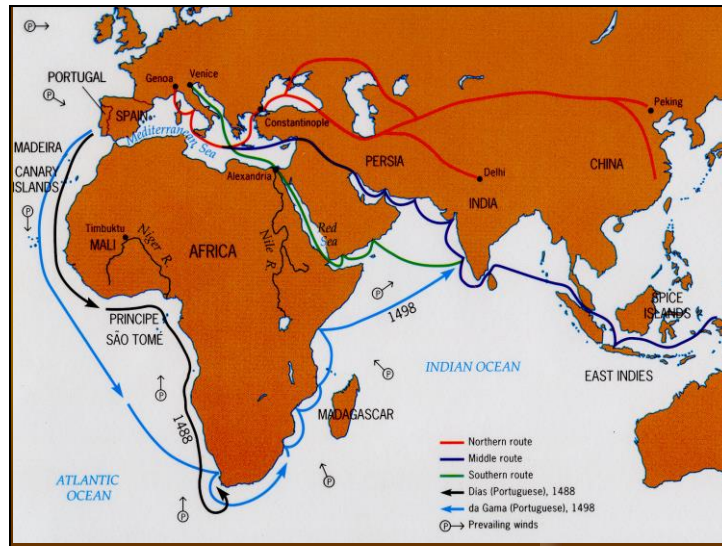 PORTUGAL
SPAIN
Genoa
Venice
Mediterranean Sea
Constantinople
Peking
MADEIRA
CANARY
ISLANDS
Alexandria
PERSIA
Delhi
CHINA
INDIA
Timbuktu
MALI
Niger R.
AFRICA
Nile R.
Red
Sea
PRINCIPE
SÃO TOMÉ
1498
SPICE
ISLANDS
INDIAN OCEAN
EAST INDIES
MADAGASCAR
1488
ATLANTIC
OCEAN
Northern route
Middle route
Southern route
Dias (Portuguese), 1488
da Gama (Portuguese), 1498
P Prevailing winds
P
P
P
P
P
P
P
P